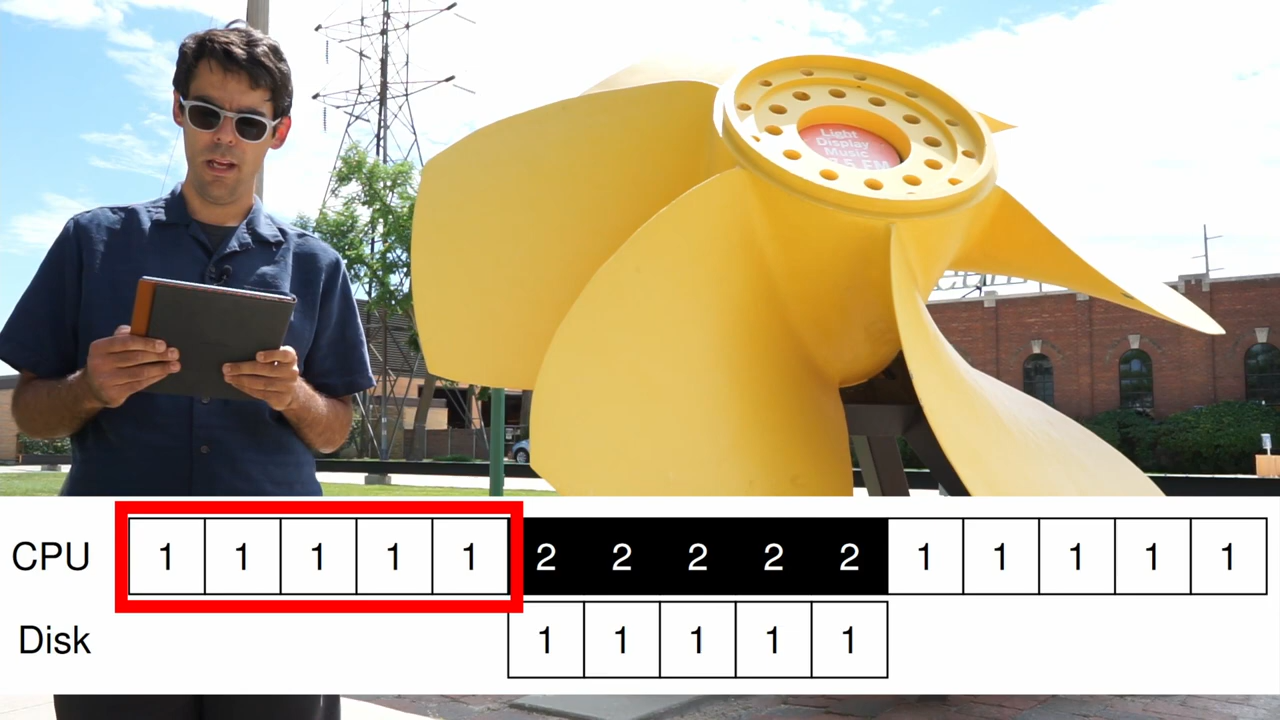 Light
Display
Music
FM
CPU 1 1 1 1 1 2 2 2 2 2 1 1 1 1 1
Disk 1 1 1 1 1